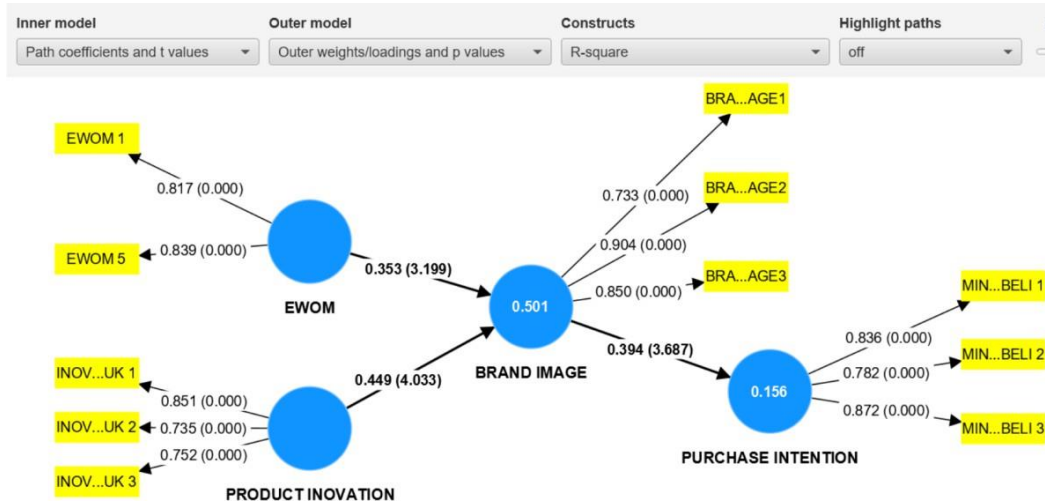 Inner model
Outer model
Constructs
Highlight paths
Path coefficients and t values
Outer weights/loadings and p values
R-square
off
EWOM 1
0.817 (0.000)
EWOM 5
0.839 (0.000)
EWOM
0.353 (3.199)
BRA...AGE1
0.733 (0.000)
BRA...AGE2
0.904 (0.000)
BRA...AGE3
0.850 (0.000)
0.501
BRAND IMAGE
INOV...UK 1
0.851 (0.000)
INOV...UK 2
0.735 (0.000)
INOV...UK 3
0.752 (0.000)
PRODUCT INOVATION
0.449 (4.033)
0.394 (3.687)
0.156
PURCHASE INTENTION
MIN...BELI 1
0.836 (0.000)
MIN...BELI 2
0.782 (0.000)
MIN...BELI 3
0.872 (0.000)